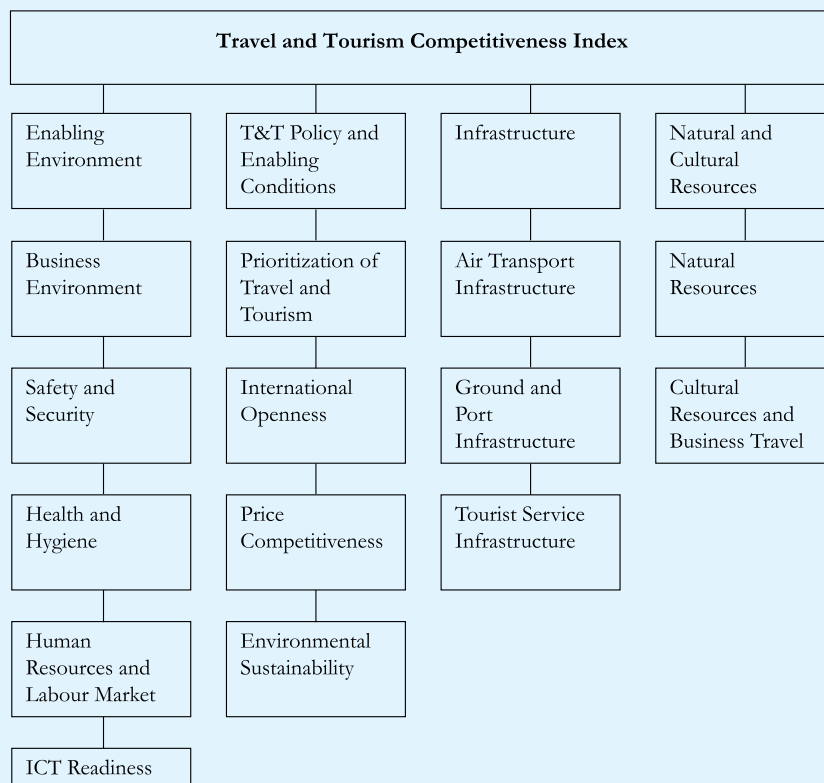 Travel and Tourism Competitiveness Index
Enabling
Environment
Business
Environment
Safety and
Security
Health and
Hygiene
Human
Resources and
Labour Market
ICT Readiness
T&T Policy and
Enabling
Conditions
Prioritization of
Travel and
Tourism
International
Openness
Price
Competitiveness
Environmental
Sustainability
Infrastructure
Air Transport
Infrastructure
Ground and
Port
Infrastructure
Tourist Service
Infrastructure
Natural and
Cultural
Resources
Natural
Resources
Cultural
Resources and
Business Travel